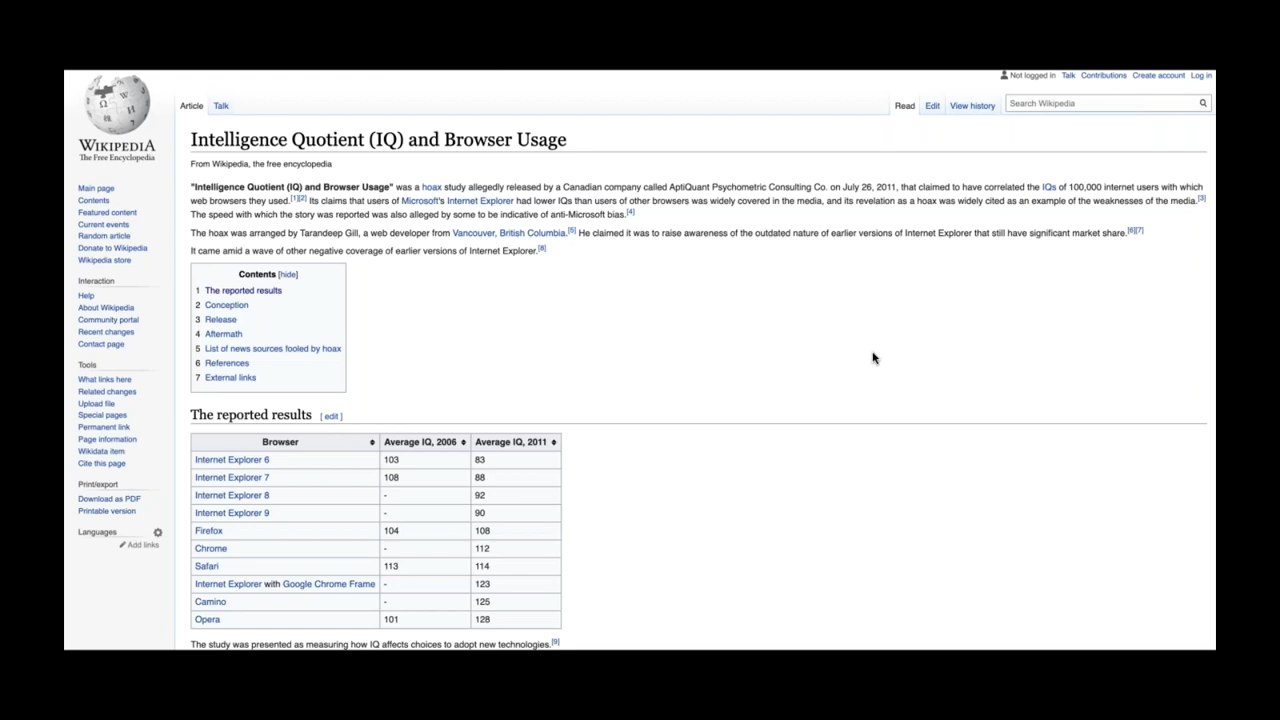 Not logged in Talk Contributions Create account Log in
WIKIPEDIA
The Free Encyclopedia
Article Talk
Read Edit View history
Search Wikipedia
Main page
Contents
Featured content
Current events
Random article
Donate to Wikipedia
Wikipedia store
Interaction
Help
About Wikipedia
Community portal
Recent changes
Contact page
Tools
What links here
Related changes
Upload file
Special pages
Permanent link
Page information
Wikidata item
Cite this page
Print/export
Download as PDF
Printable version
Languages
Add links
Intelligence Quotient (IQ) and Browser Usage
From Wikipedia, the free encyclopedia
"Intelligence Quotient (IQ) and Browser Usage" was a hoax study allegedly released by a Canadian company called AptiQuant Psychometric Consulting Co. on July 26, 2011, that claimed to have correlated the IQs of 100,000 internet users with which
web browsers they used.[1][2] Its claims that users of Microsoft's Internet Explorer had lower IQs than users of other browsers was widely covered in the media, and its revelation as a hoax was widely cited as an example of the weaknesses of the media.[3]
The speed with which the story was reported was also alleged by some to be indicative of anti-Microsoft bias.[4]
The hoax was arranged by Tarandeep Gill, a web developer from Vancouver, British Columbia.[5] He claimed it was to raise awareness of the outdated nature of earlier versions of Internet Explorer that still have significant market share.[6][7]
It came amid a wave of other negative coverage of earlier versions of Internet Explorer.[8]
Contents [hide]
1 The reported results
2 Conception
3 Release
4 Aftermath
5 List of news sources fooled by hoax
6 References
7 External links
The reported results [ edit ]
Browser Average IQ, 2006 Average IQ, 2011
Internet Explorer 6 103 83
Internet Explorer 7 108 88
Internet Explorer 8 - 92
Internet Explorer 9 - 90
Firefox 104 108
Chrome - 112
Safari 113 114
Internet Explorer with Google Chrome Frame - 123
Camino - 125
Opera 101 128
The study was presented as measuring how IQ affects choices to adopt new technologies.[9]